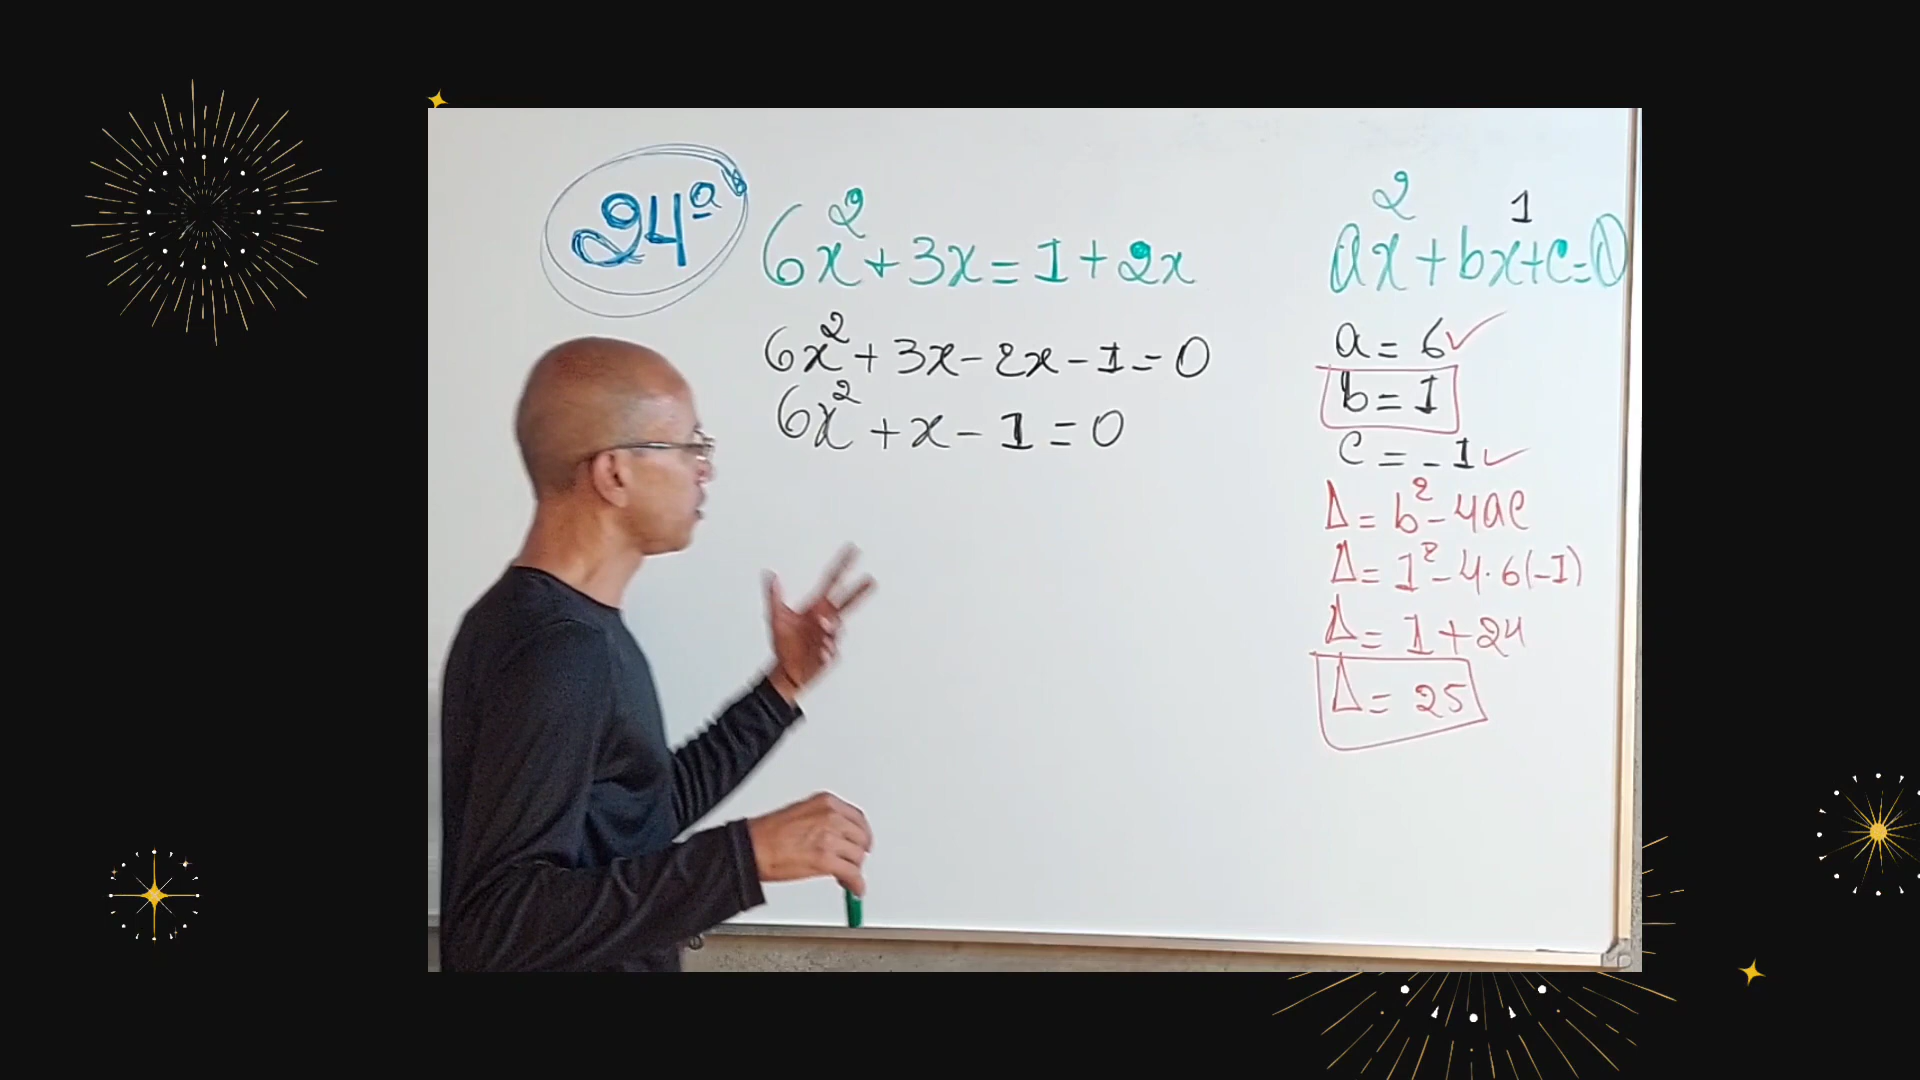 24ª
6x² + 3x = 1 + 2x
6x² + 3x - 2x - 1 = 0
6x² + x - 1 = 0
ax² + bx¹ + c = 0
a = 6 ✓
b = 1
c = -1 ✓
Δ = b² - 4ac
Δ = 1² - 4·6(-1)
Δ = 1 + 24
Δ = 25